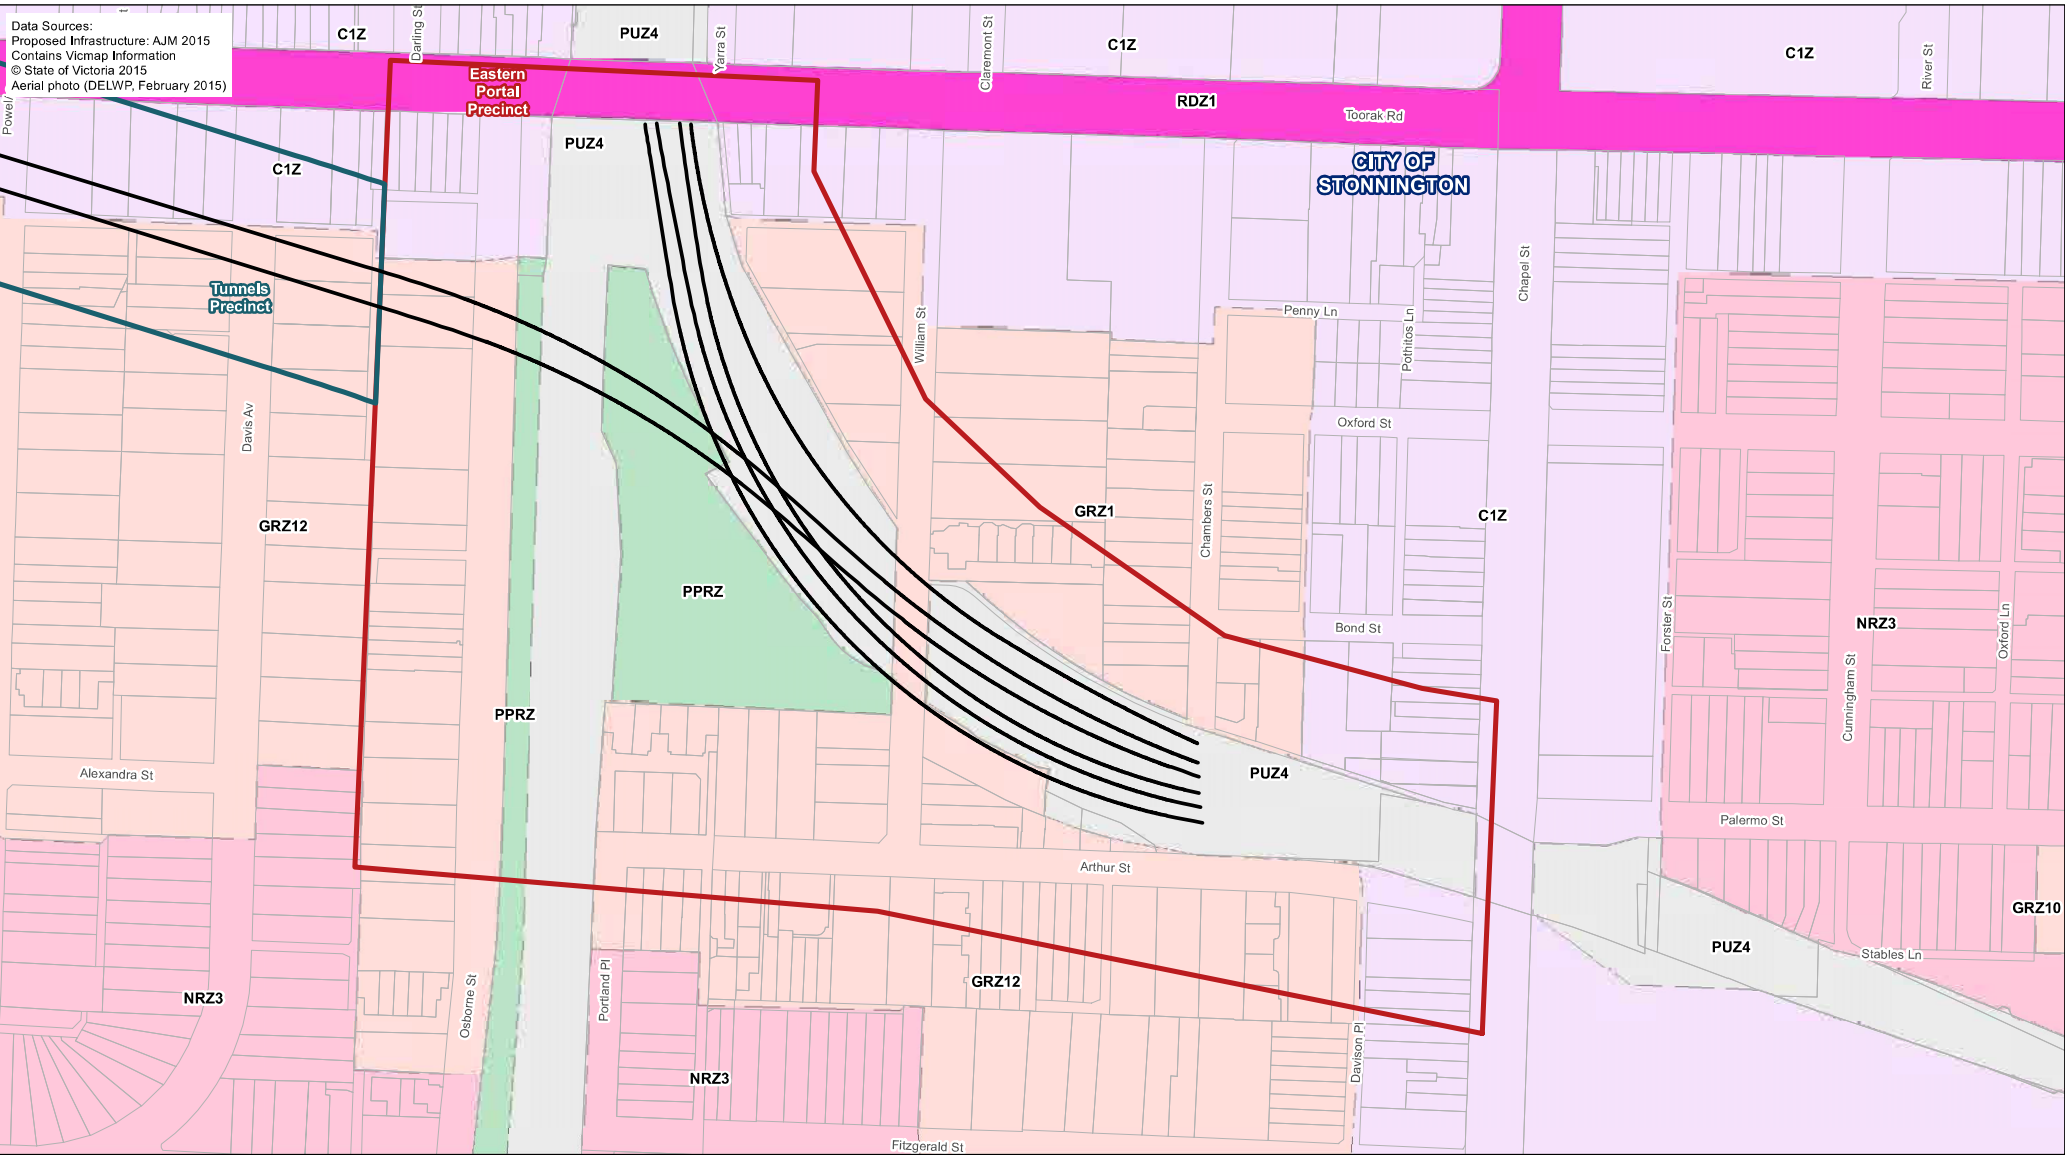 Data Sources:
Proposed Infrastructure: AJM 2015
Contains Vicmap Information
© State of Victoria 2015
Aerial photo (DELWP, February 2015)
C1Z
Darling St
PUZ4
Yarra St
Claremont St
C1Z
C1Z
River St
Eastern
Portal
Precinct
RDZ1
Toorak Rd
PUZ4
C1Z
CITY OF
STONNINGTON
Tunnels
Precinct
William St
Penny Ln
Pothitos Ln
Chapel St
Davis Av
Oxford St
GRZ12
GRZ1
Chambers St
C1Z
PPRZ
Bond St
Forster St
NRZ3
Oxford Ln
Cunningham St
PPRZ
Alexandra St
PUZ4
Palermo St
Arthur St
GRZ10
PUZ4
Stables Ln
NRZ3
Osborne St
Portland Pl
GRZ12
Davison Pl
NRZ3
Fitzgerald St